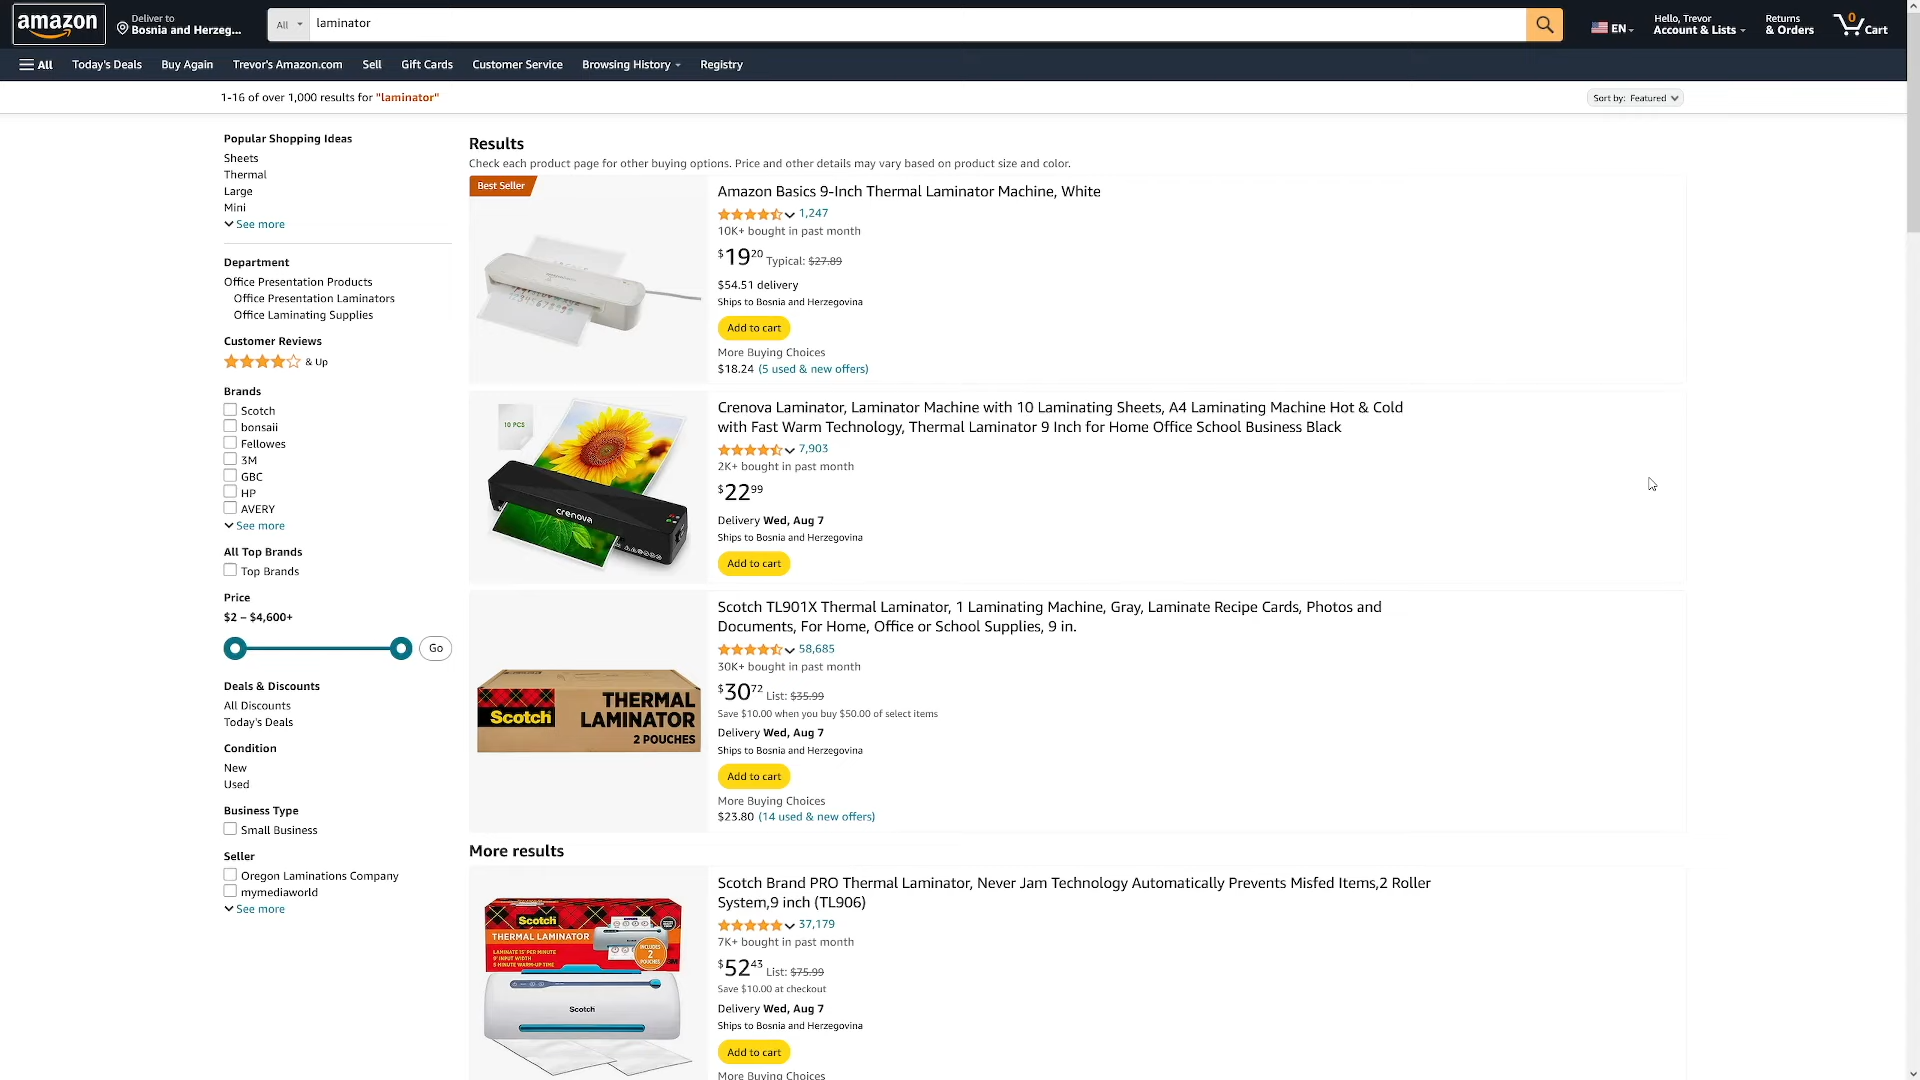 amazon
Deliver to
Bosnia and Herzeg...
All
laminator
EN
Hello, Trevor
Account & Lists
Returns
& Orders
0
Cart
All
Today's Deals
Buy Again
Trevor's Amazon.com
Sell
Gift Cards
Customer Service
Browsing History
Registry
1-16 of over 1,000 results for "laminator"
Sort by: Featured
Popular Shopping Ideas
Sheets
Thermal
Large
Mini
See more
Department
Office Presentation Products
Office Presentation Laminators
Office Laminating Supplies
Customer Reviews
& Up
Brands
Scotch
bonsaii
Fellowes
3M
GBC
HP
AVERY
See more
All Top Brands
Top Brands
Price
$2 – $4,600+
Go
Deals & Discounts
All Discounts
Today's Deals
Condition
New
Used
Business Type
Small Business
Seller
Oregon Laminations Company
mymediaworld
See more
Results
Check each product page for other buying options. Price and other details may vary based on product size and color.
Best Seller
Amazon Basics 9-Inch Thermal Laminator Machine, White
1,247
10K+ bought in past month
$19.20 Typical: $27.89
$54.51 delivery
Ships to Bosnia and Herzegovina
Add to cart
More Buying Choices
$18.24 (5 used & new offers)
10 PCS
crenova
Crenova Laminator, Laminator Machine with 10 Laminating Sheets, A4 Laminating Machine Hot & Cold
with Fast Warm Technology, Thermal Laminator 9 Inch for Home Office School Business Black
7,903
2K+ bought in past month
$22.99
Delivery Wed, Aug 7
Ships to Bosnia and Herzegovina
Add to cart
Scotch
THERMAL
LAMINATOR
2 POUCHES
Scotch TL901X Thermal Laminator, 1 Laminating Machine, Gray, Laminate Recipe Cards, Photos and
Documents, For Home, Office or School Supplies, 9 in.
58,685
30K+ bought in past month
$30.72 List: $35.99
Save $10.00 when you buy $50.00 of select items
Delivery Wed, Aug 7
Ships to Bosnia and Herzegovina
Add to cart
More Buying Choices
$23.80 (14 used & new offers)
More results
Scotch
THERMAL LAMINATOR
LAMINATE 15" PER MINUTE
9" INPUT WIDTH
5 MINUTE WARM-UP TIME
INCLUDES
2
POUCHES
Scotch
Scotch Brand PRO Thermal Laminator, Never Jam Technology Automatically Prevents Misfed Items,2 Roller
System,9 inch (TL906)
37,179
7K+ bought in past month
$52.43 List: $75.99
Save $10.00 at checkout
Delivery Wed, Aug 7
Ships to Bosnia and Herzegovina
Add to cart
More Buying Choices